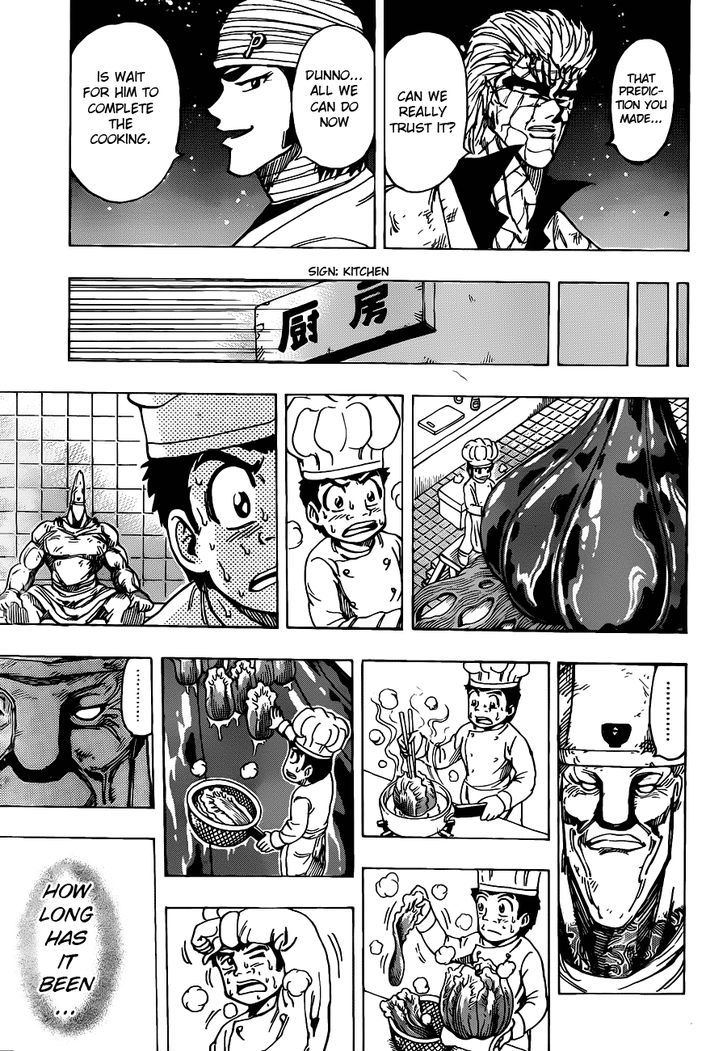 THAT
PREDIC-
TION YOU
MADE...
CAN WE
REALLY
TRUST IT?
DUNNO...
ALL WE
CAN DO
NOW
IS WAIT
FOR HIM TO
COMPLETE
THE
COOKING.
P
SIGN: KITCHEN
厨房
.........
.........
HOW
LONG
HAS
IT
BEEN
...